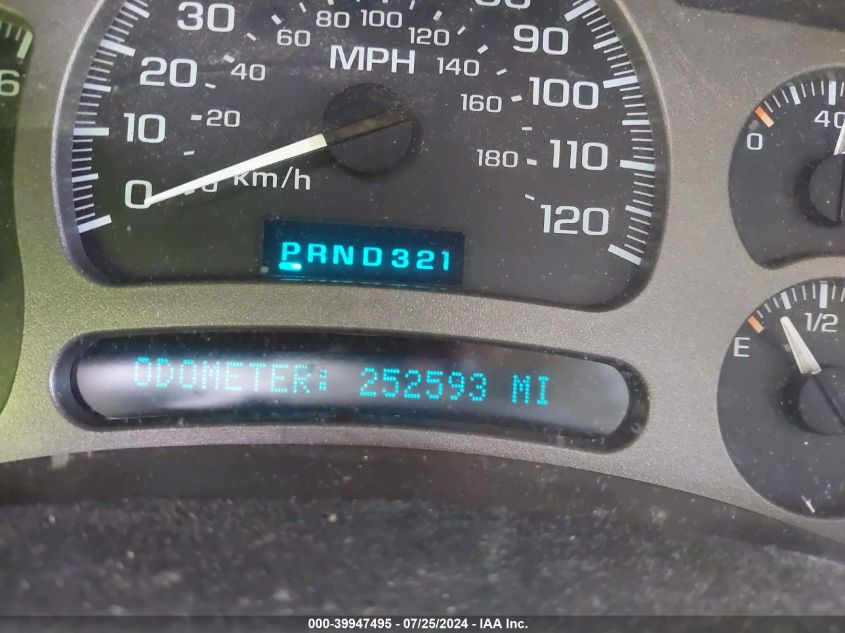 80 100
30 60 120 90
MPH 140
20 40 100
160
10 20 110
180
0 km/h
120
PRND321
ODOMETER: 252593 MI
6
0 40
E 1/2
000-39947495 - 07/25/2024 - IAA Inc.